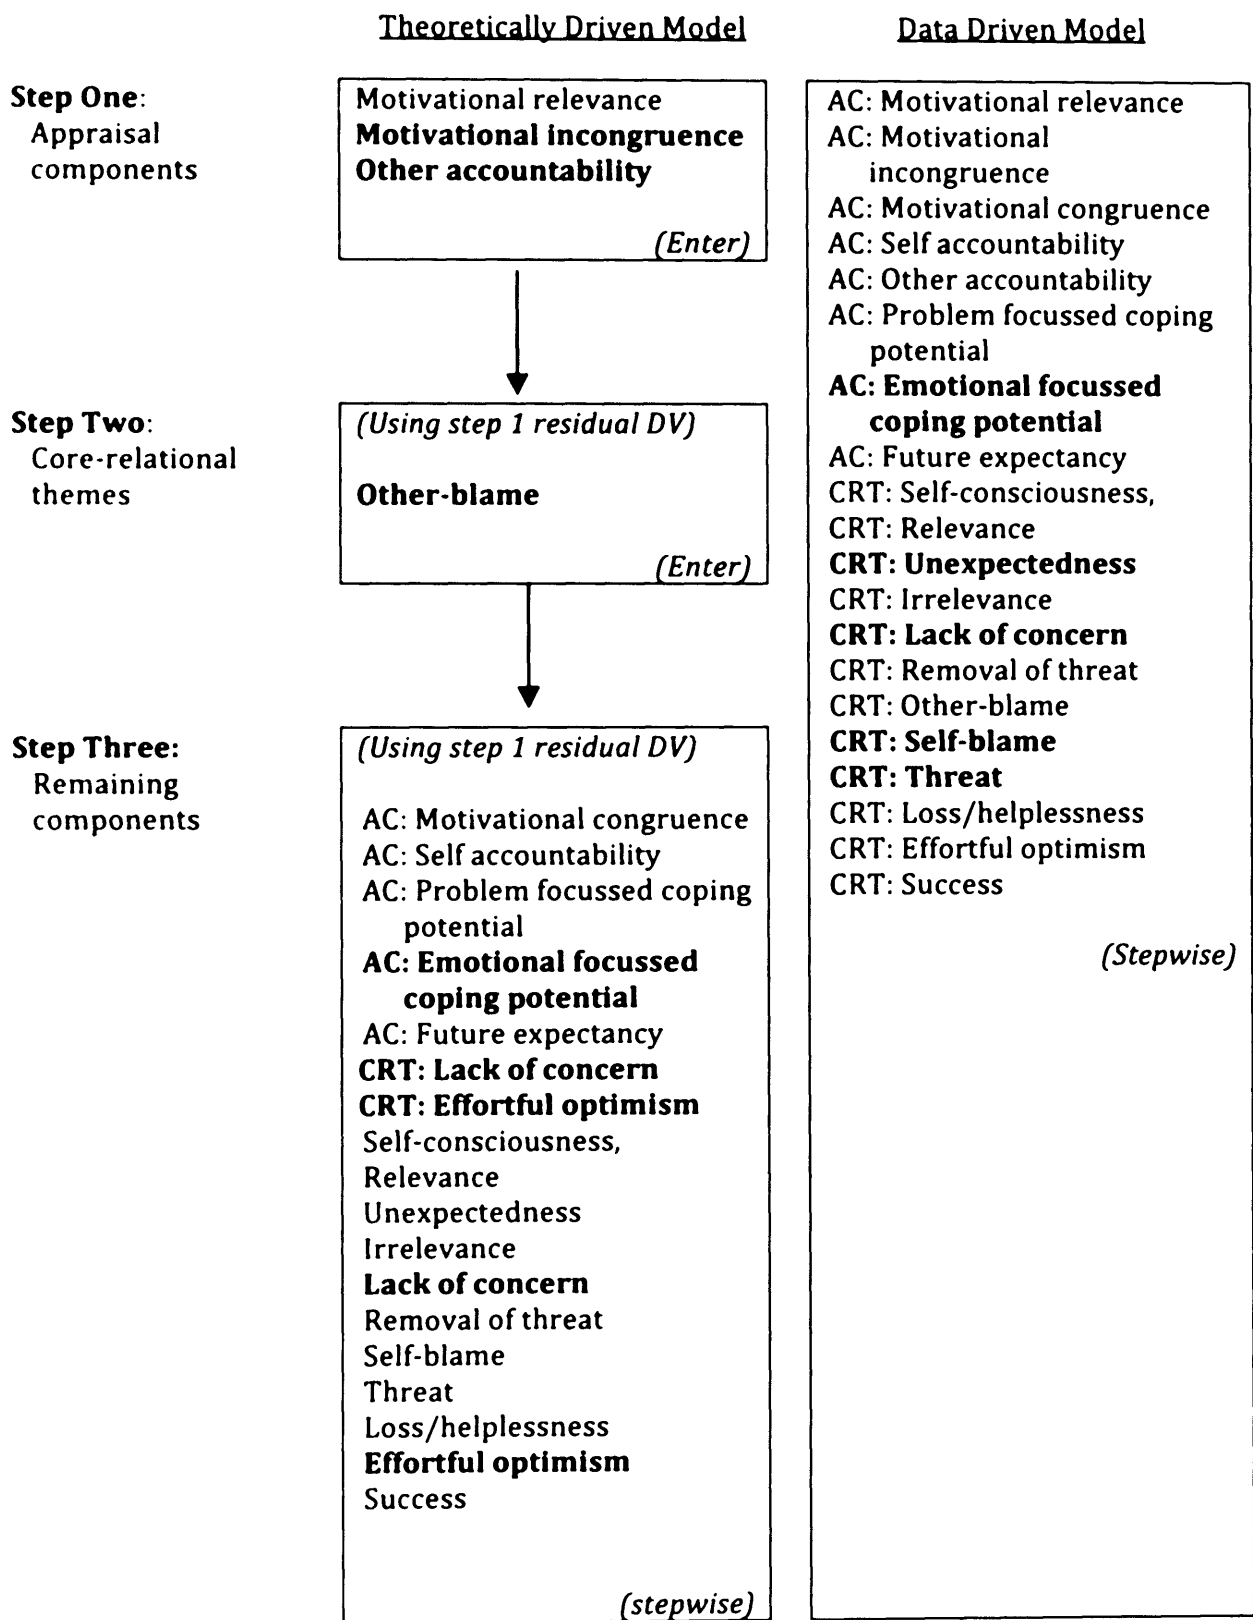 Theoretically Driven Model
Data Driven Model
Step One:
Appraisal
components
Motivational relevance
Motivational incongruence
Other accountability
(Enter)
Step Two:
Core-relational
themes
(Using step 1 residual DV)
Other-blame
(Enter)
Step Three:
Remaining
components
(Using step 1 residual DV)
AC: Motivational congruence
AC: Self accountability
AC: Problem focussed coping
potential
AC: Emotional focussed
coping potential
AC: Future expectancy
CRT: Lack of concern
CRT: Effortful optimism
Self-consciousness,
Relevance
Unexpectedness
Irrelevance
Lack of concern
Removal of threat
Self-blame
Threat
Loss/helplessness
Effortful optimism
Success
(stepwise)
AC: Motivational relevance
AC: Motivational
incongruence
AC: Motivational congruence
AC: Self accountability
AC: Other accountability
AC: Problem focussed coping
potential
AC: Emotional focussed
coping potential
AC: Future expectancy
CRT: Self-consciousness,
CRT: Relevance
CRT: Unexpectedness
CRT: Irrelevance
CRT: Lack of concern
CRT: Removal of threat
CRT: Other-blame
CRT: Self-blame
CRT: Threat
CRT: Loss/helplessness
CRT: Effortful optimism
CRT: Success
(Stepwise)